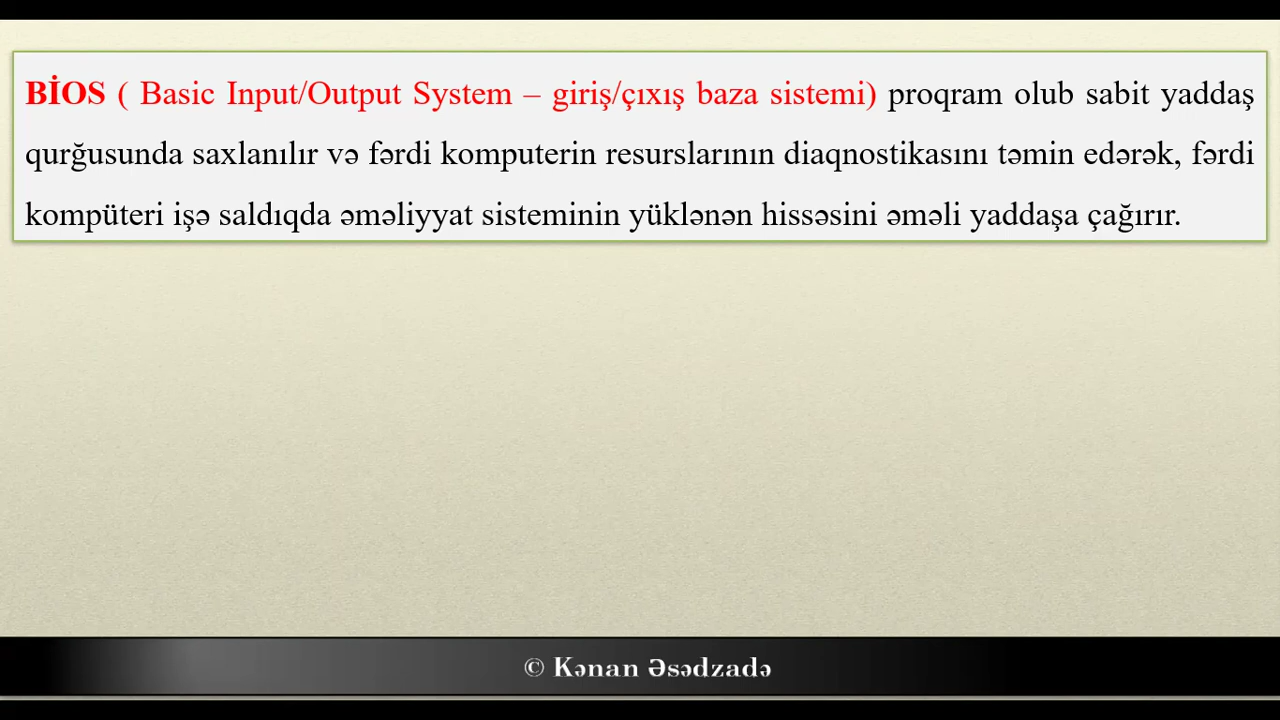 BİOS ( Basic Input/Output System – giriş/çıxış baza sistemi) proqram olub sabit yaddaş
qurğusunda saxlanılır və fərdi komputerin resurslarının diaqnostikasını təmin edərək, fərdi
kompüteri işə saldıqda əməliyyat sisteminin yüklənən hissəsini əməli yaddaşa çağırır.
© Kənan Əsədzadə